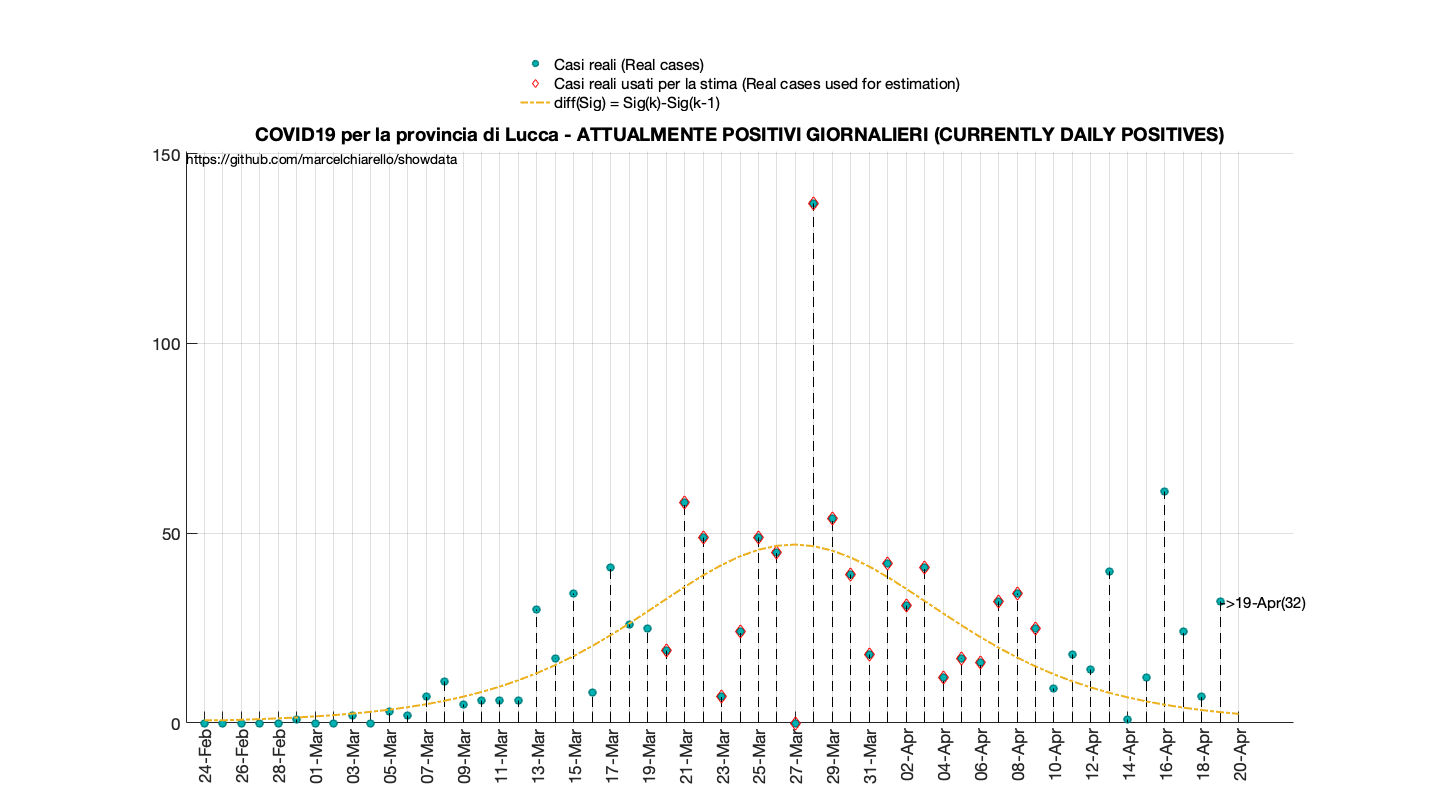 Casi reali (Real cases)
Casi reali usati per la stima (Real cases used for estimation)
diff(Sig) = Sig(k)-Sig(k-1)
COVID19 per la provincia di Lucca - ATTUALMENTE POSITIVI GIORNALIERI (CURRENTLY DAILY POSITIVES)
150
https://github.com/marcelchiarello/showdata
100
50
->19-Apr(32)
0
24-Feb
26-Feb
28-Feb
01-Mar
03-Mar
05-Mar
07-Mar
09-Mar
11-Mar
13-Mar
15-Mar
17-Mar
19-Mar
21-Mar
23-Mar
25-Mar
27-Mar
29-Mar
31-Mar
02-Apr
04-Apr
06-Apr
08-Apr
10-Apr
12-Apr
14-Apr
16-Apr
18-Apr
20-Apr